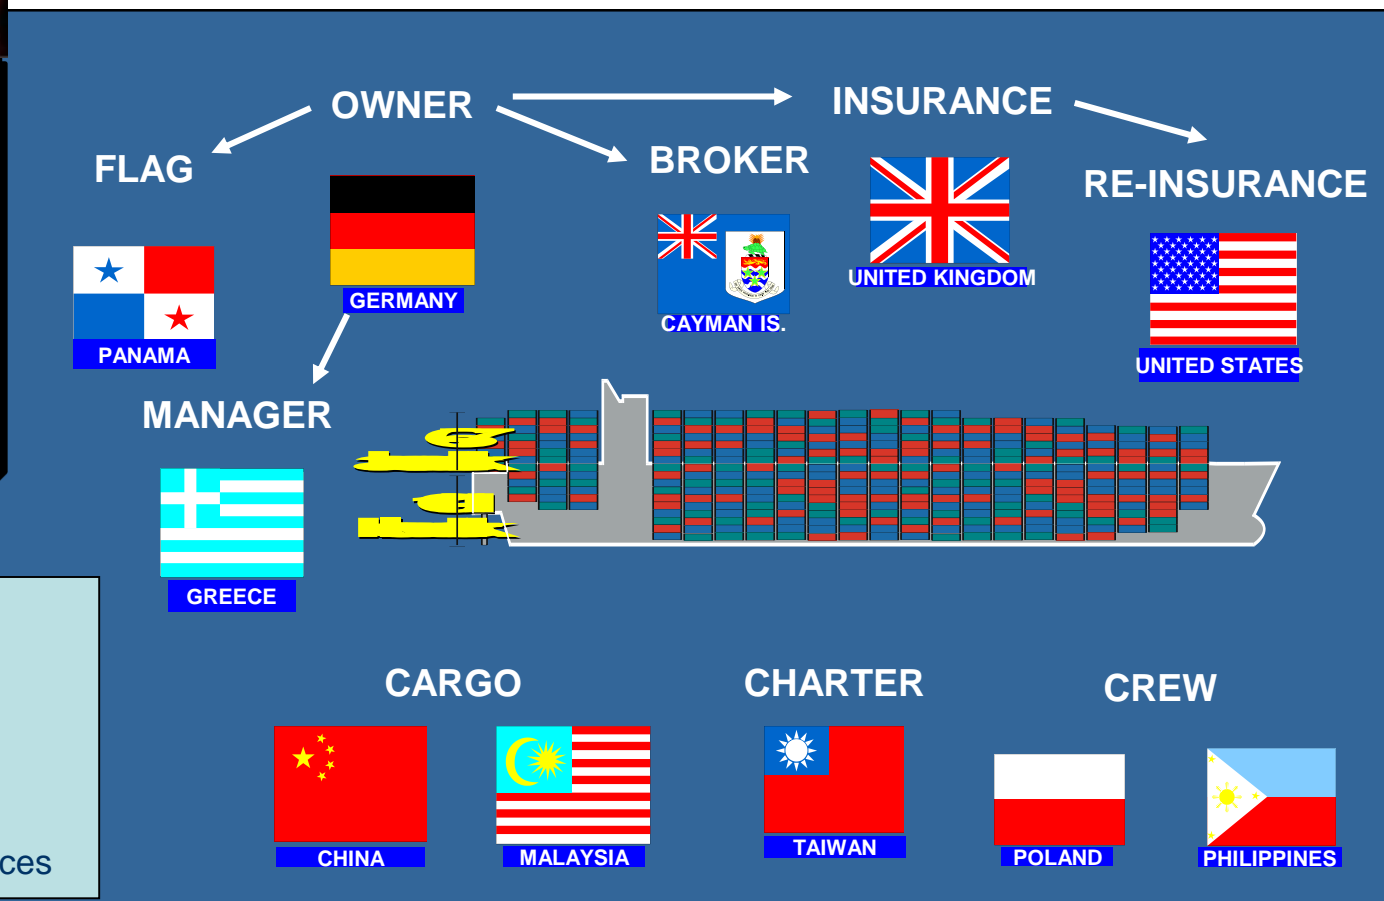 OWNER
INSURANCE
FLAG
BROKER
RE-INSURANCE
GERMANY
UNITED KINGDOM
CAYMAN IS.
PANAMA
UNITED STATES
MANAGER
GREECE
CARGO
CHARTER
CREW
CHINA
MALAYSIA
TAIWAN
POLAND
PHILIPPINES
ces